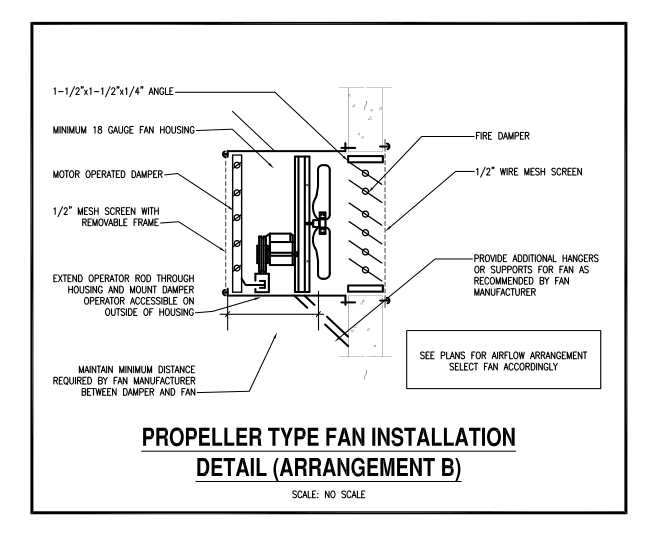 1-1/2"x1-1/2"x1/4" ANGLE
MINIMUM 18 GAUGE FAN HOUSING
MOTOR OPERATED DAMPER
1/2" MESH SCREEN WITH
REMOVABLE FRAME
EXTEND OPERATOR ROD THROUGH
HOUSING AND MOUNT DAMPER
OPERATOR ACCESSIBLE ON
OUTSIDE OF HOUSING
MAINTAIN MINIMUM DISTANCE
REQUIRED BY FAN MANUFACTURER
BETWEEN DAMPER AND FAN
FIRE DAMPER
1/2" WIRE MESH SCREEN
PROVIDE ADDITIONAL HANGERS
OR SUPPORTS FOR FAN AS
RECOMMENDED BY FAN
MANUFACTURER
SEE PLANS FOR AIRFLOW ARRANGEMENT
SELECT FAN ACCORDINGLY
PROPELLER TYPE FAN INSTALLATION
DETAIL (ARRANGEMENT B)
SCALE: NO SCALE